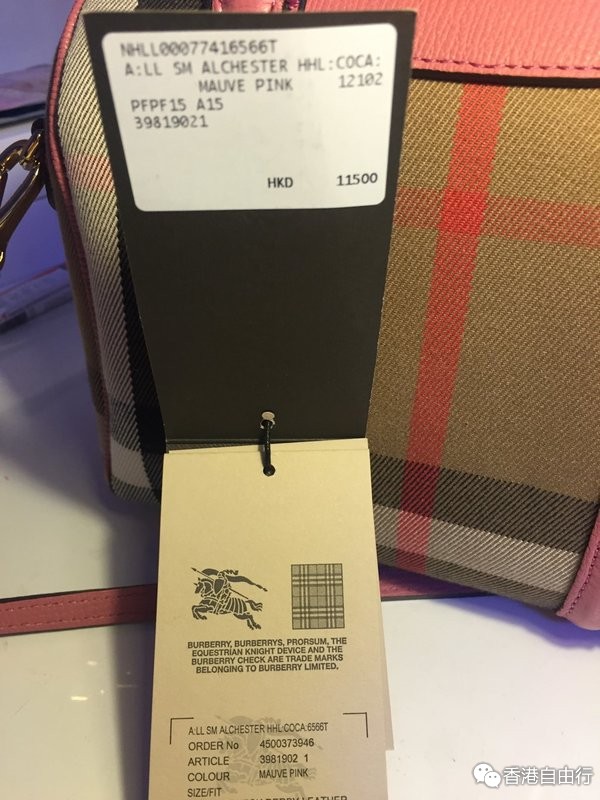 NHLL00077416566T
A:LL SM ALCHESTER HHL:COCA:
MAUVE PINK 12102
PFPF15 A15
39819021
HKD 11500
BURBERRY, BURBERRYS, PRORSUM, THE
EQUESTRIAN KNIGHT DEVICE AND THE
BURBERRY CHECK ARE TRADE MARKS
BELONGING TO BURBERRY LIMITED.
A:LL SM ALCHESTER HHL:COCA:6566T
ORDER No 4500373946
ARTICLE 3981902 1
COLOUR MAUVE PINK
SIZE/FIT
香港自由行